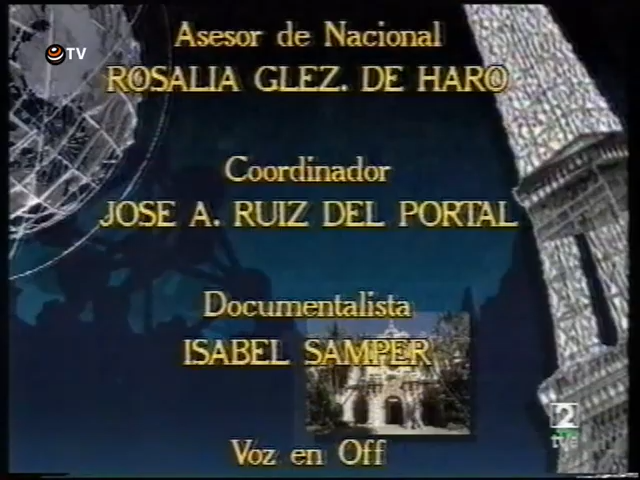 TV
Asesor de Nacional
ROSALIA GLEZ. DE HARO
Coordinador
JOSE A. RUIZ DEL PORTAL
Documentalista
ISABEL SAMPER
2
tve
Voz en Off